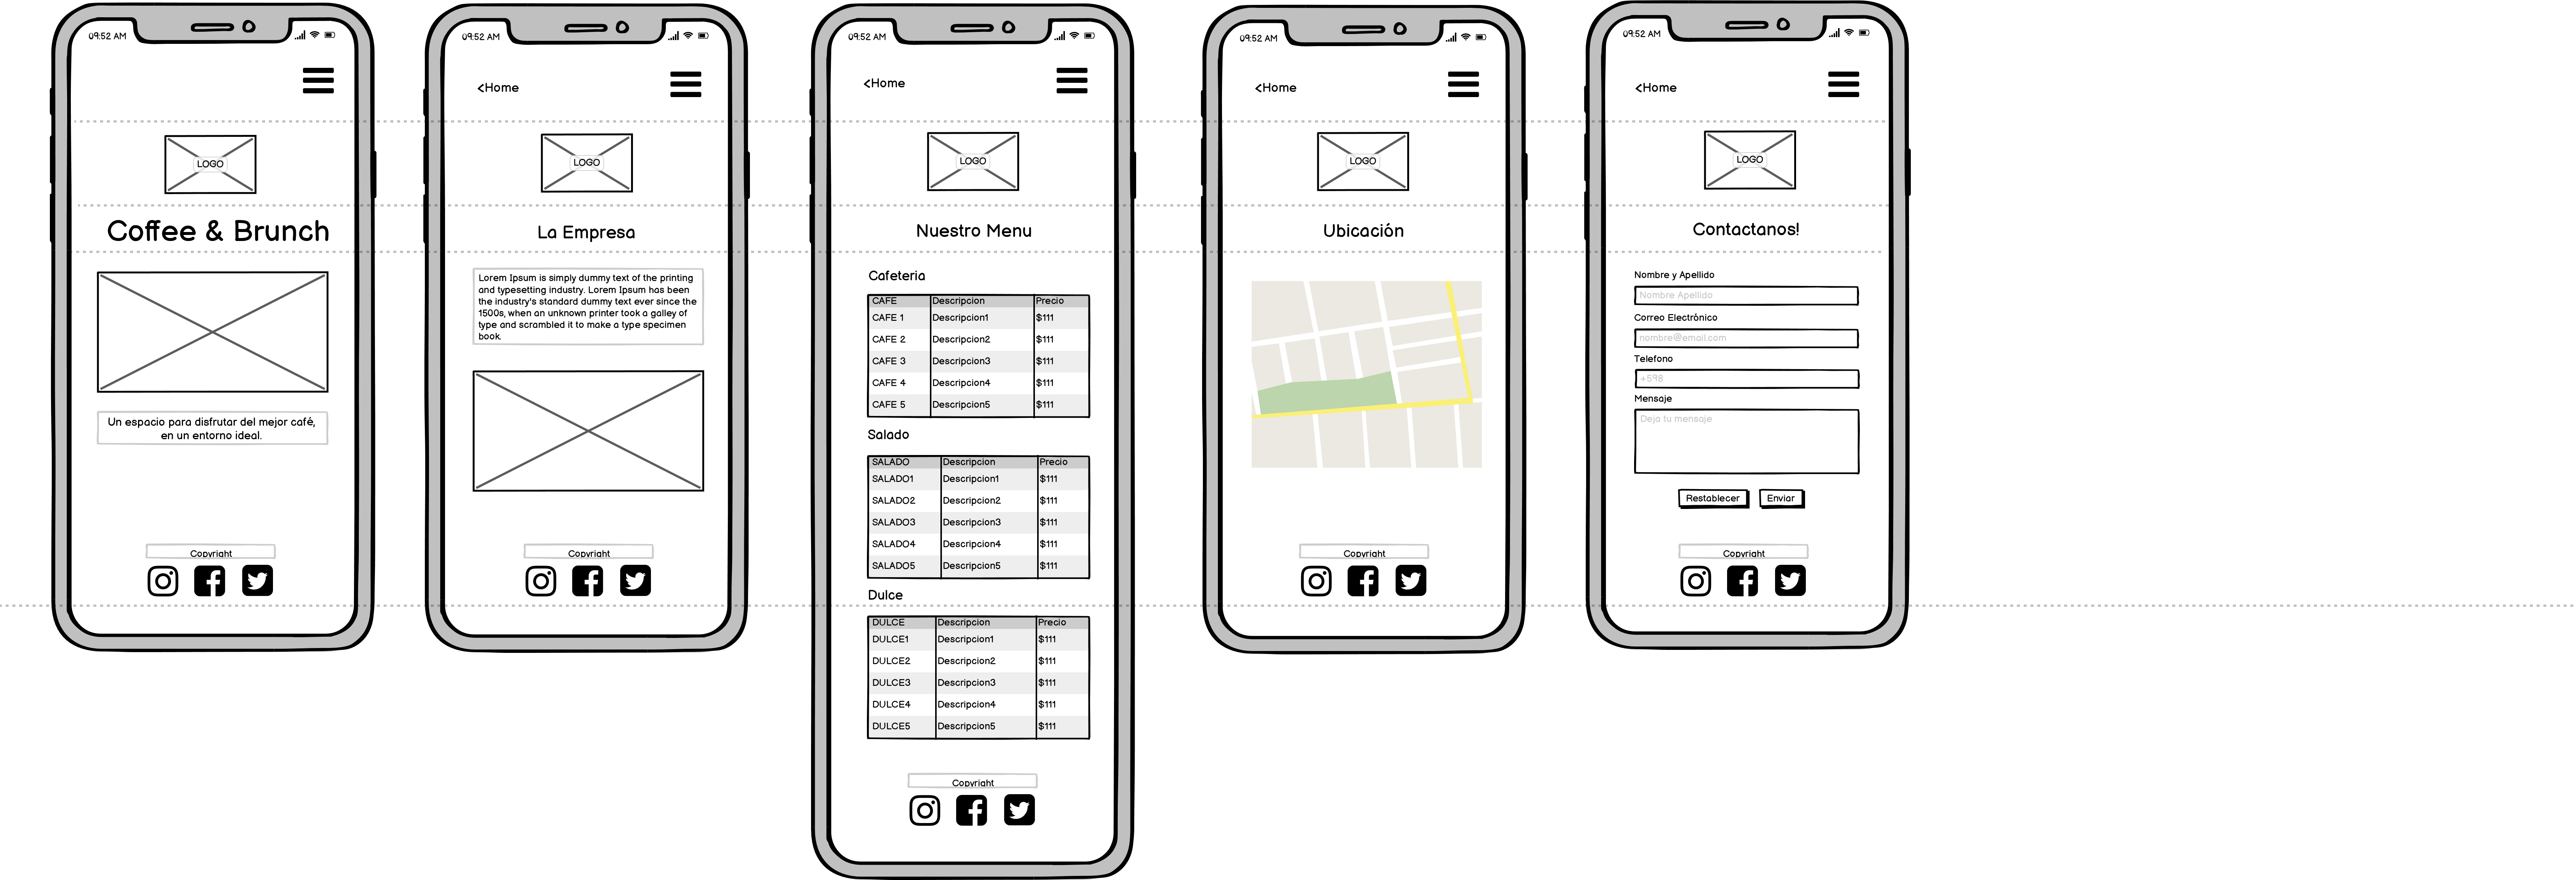 09:52 AM
LOGO
Coffee & Brunch
Un espacio para disfrutar del mejor café,
en un entorno ideal.
Copyright
09:52 AM
<Home
LOGO
La Empresa
Lorem Ipsum is simply dummy text of the printing
and typesetting industry. Lorem Ipsum has been
the industry's standard dummy text ever since the
1500s, when an unknown printer took a galley of
type and scrambled it to make a type specimen
book.
Copyright
09:52 AM
<Home
LOGO
Nuestro Menu
Cafeteria
CAFE Descripcion Precio
CAFE 1 Descripcion1 $111
CAFE 2 Descripcion2 $111
CAFE 3 Descripcion3 $111
CAFE 4 Descripcion4 $111
CAFE 5 Descripcion5 $111
Salado
SALADO Descripcion Precio
SALADO1 Descripcion1 $111
SALADO2 Descripcion2 $111
SALADO3 Descripcion3 $111
SALADO4 Descripcion4 $111
SALADO5 Descripcion5 $111
Dulce
DULCE Descripcion Precio
DULCE1 Descripcion1 $111
DULCE2 Descripcion2 $111
DULCE3 Descripcion3 $111
DULCE4 Descripcion4 $111
DULCE5 Descripcion5 $111
Copyright
09:52 AM
<Home
LOGO
Ubicación
Copyright
09:52 AM
<Home
LOGO
Contactanos!
Nombre y Apellido
Nombre Apellido
Correo Electrónico
nombre@email.com
Telefono
+598
Mensaje
Deja tu mensaje
Restablecer Enviar
Copyright